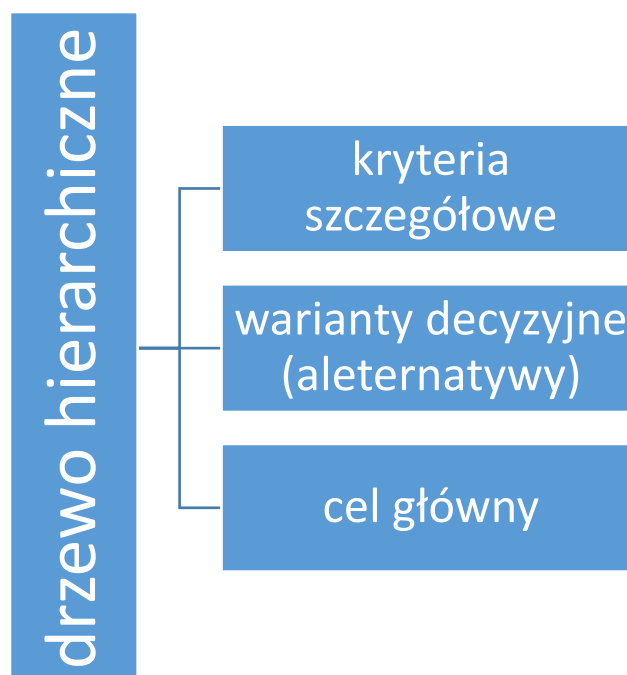 drzewo hierarchiczne
kryteria
szczegółowe
warianty decyzyjne
(aleternatywy)
cel główny